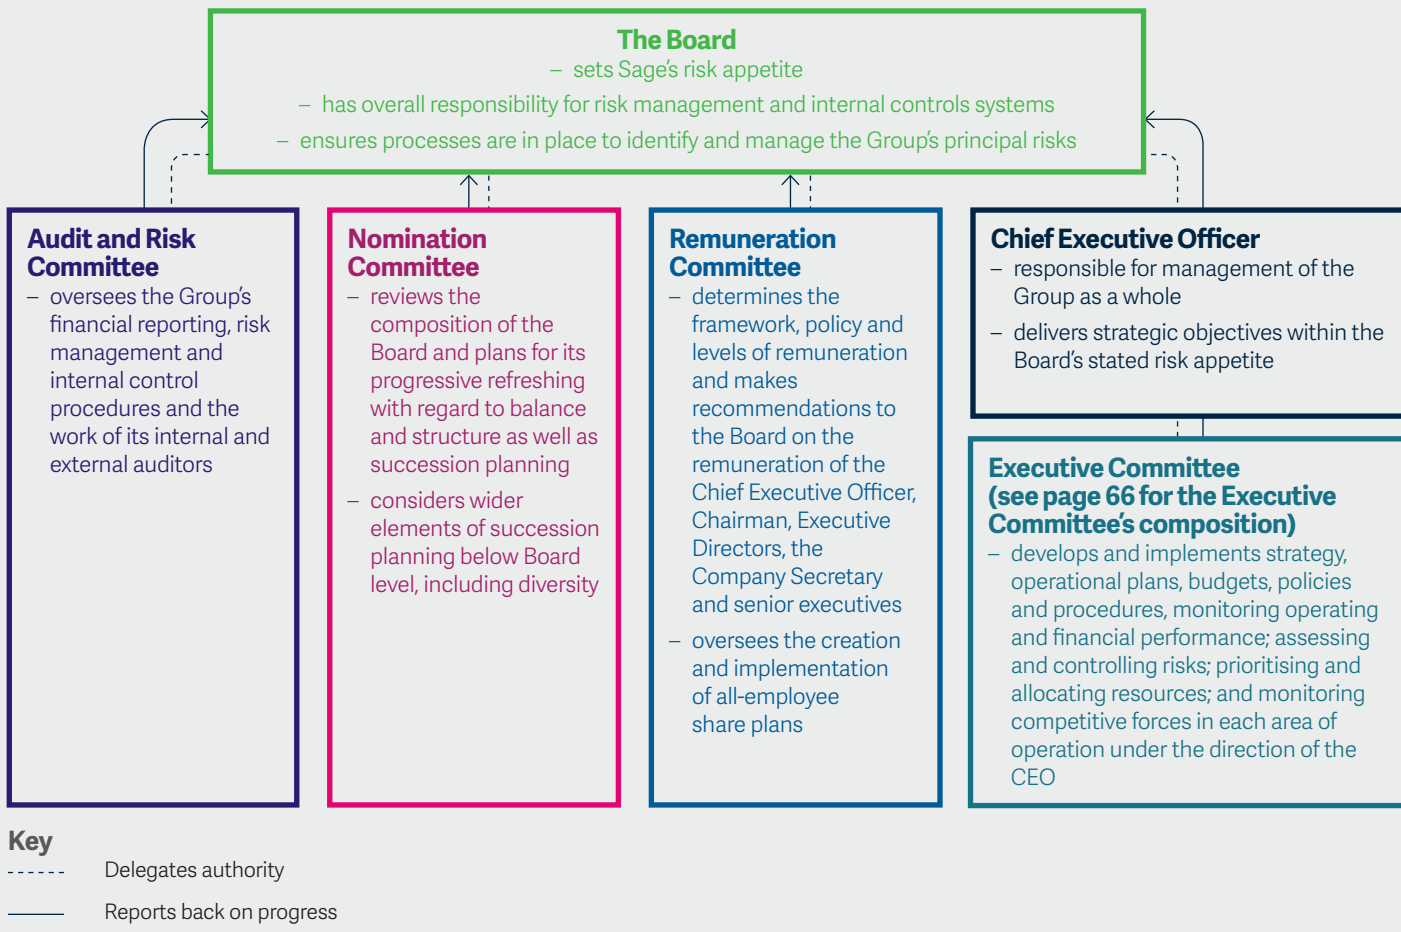 The Board
– sets Sage’s risk appetite
– has overall responsibility for risk management and internal controls systems
– ensures processes are in place to identify and manage the Group’s principal risks
Audit and Risk
Committee
– oversees the Group’s
financial reporting, risk
management and
internal control
procedures and the
work of its internal and
external auditors
Nomination
Committee
– reviews the
composition of the
Board and plans for its
progressive refreshing
with regard to balance
and structure as well as
succession planning
– considers wider
elements of succession
planning below Board
level, including diversity
Remuneration
Committee
– determines the
framework, policy and
levels of remuneration
and makes
recommendations to
the Board on the
remuneration of the
Chief Executive Officer,
Chairman, Executive
Directors, the
Company Secretary
and senior executives
– oversees the creation
and implementation
of all-employee
share plans
Chief Executive Officer
– responsible for management of the
Group as a whole
– delivers strategic objectives within the
Board’s stated risk appetite
Executive Committee
(see page 66 for the Executive
Committee’s composition)
– develops and implements strategy,
operational plans, budgets, policies
and procedures, monitoring operating
and financial performance; assessing
and controlling risks; prioritising and
allocating resources; and monitoring
competitive forces in each area of
operation under the direction of the
CEO
Key
Delegates authority
Reports back on progress